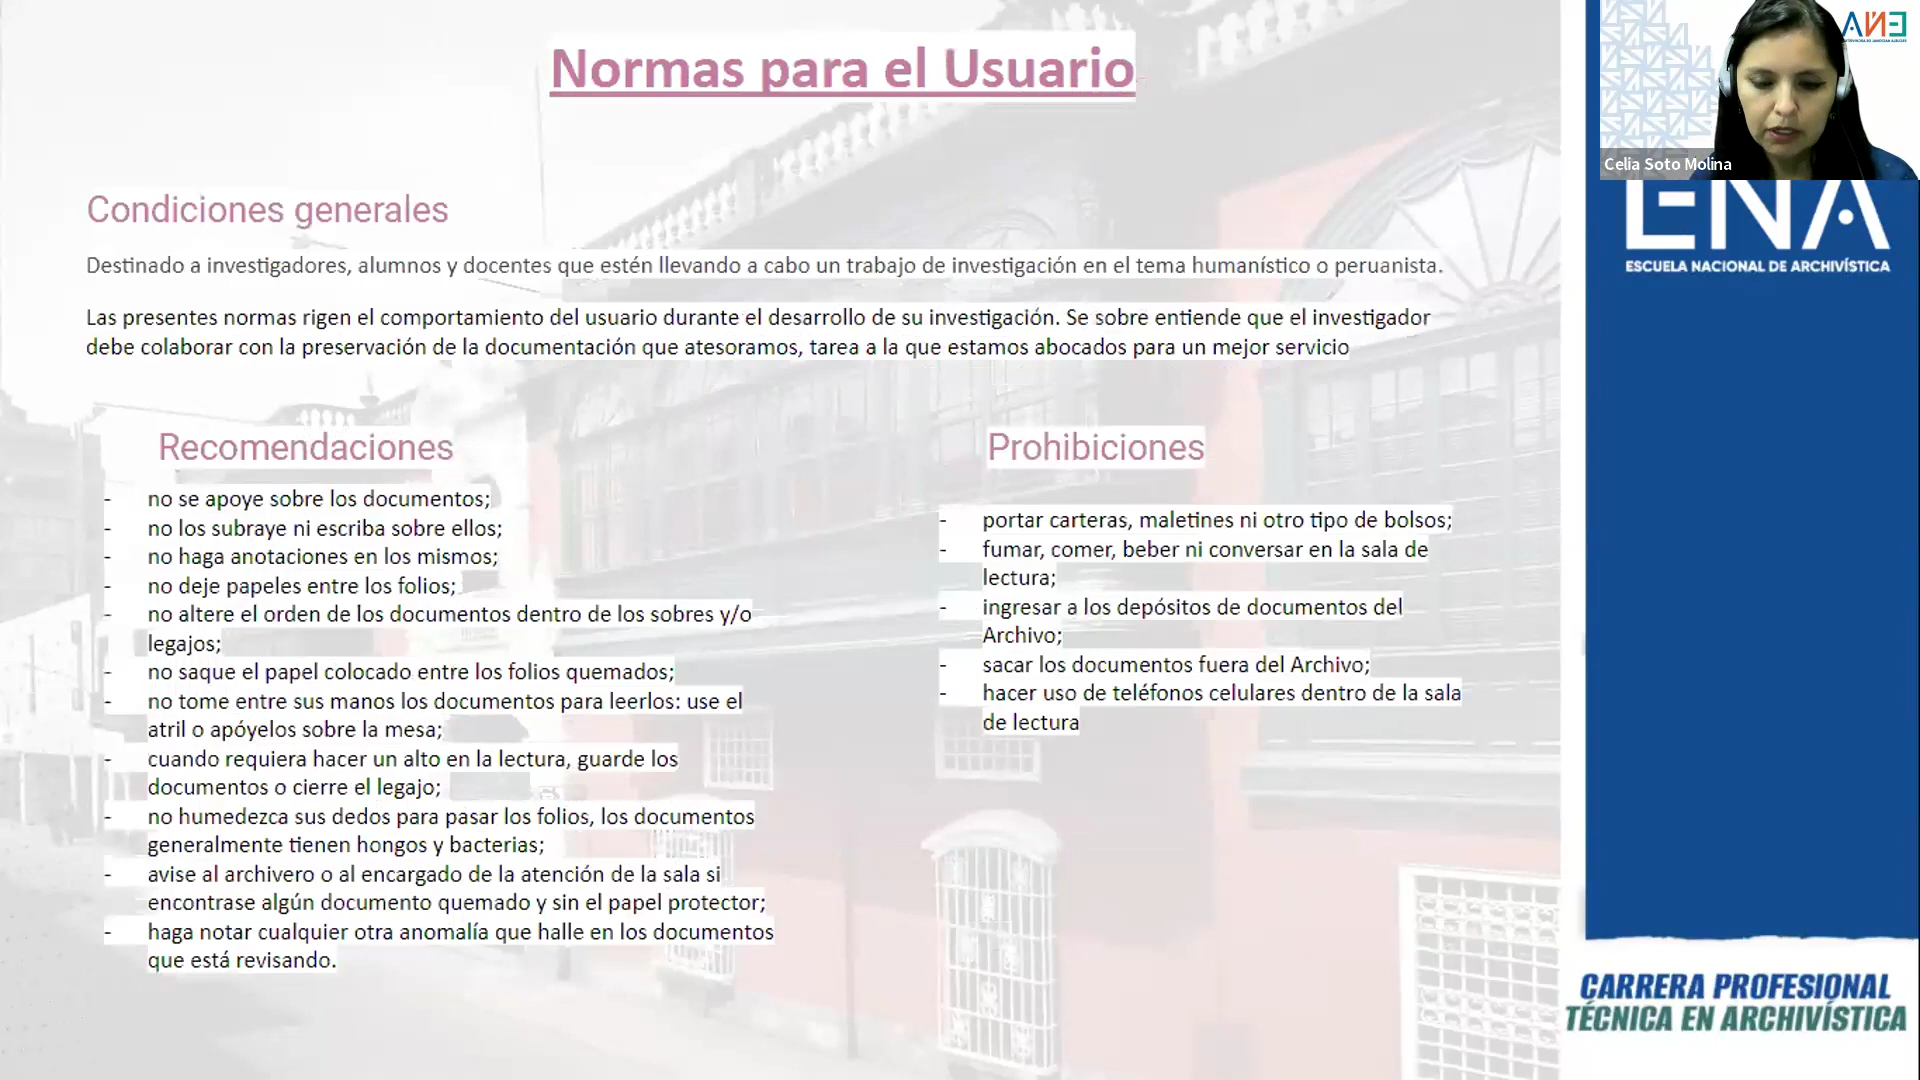 Normas para el Usuario
Condiciones generales
Destinado a investigadores, alumnos y docentes que estén llevando a cabo un trabajo de investigación en el tema humanístico o peruanista.
Las presentes normas rigen el comportamiento del usuario durante el desarrollo de su investigación. Se sobre entiende que el investigador
debe colaborar con la preservación de la documentación que atesoramos, tarea a la que estamos abocados para un mejor servicio
Recomendaciones
- no se apoye sobre los documentos;
- no los subraye ni escriba sobre ellos;
- no haga anotaciones en los mismos;
- no deje papeles entre los folios;
- no altere el orden de los documentos dentro de los sobres y/o
legajos;
- no saque el papel colocado entre los folios quemados;
- no tome entre sus manos los documentos para leerlos: use el
atril o apóyelos sobre la mesa;
- cuando requiera hacer un alto en la lectura, guarde los
documentos o cierre el legajo;
- no humedezca sus dedos para pasar los folios, los documentos
generalmente tienen hongos y bacterias;
- avise al archivero o al encargado de la atención de la sala si
encontrase algún documento quemado y sin el papel protector;
- haga notar cualquier otra anomalía que halle en los documentos
que está revisando.
Prohibiciones
- portar carteras, maletines ni otro tipo de bolsos;
- fumar, comer, beber ni conversar en la sala de
lectura;
- ingresar a los depósitos de documentos del
Archivo;
- sacar los documentos fuera del Archivo;
- hacer uso de teléfonos celulares dentro de la sala
de lectura
Celia Soto Molina
ENA
ESCUELA NACIONAL DE ARCHIVÍSTICA
CARRERA PROFESIONAL
TÉCNICA EN ARCHIVÍSTICA